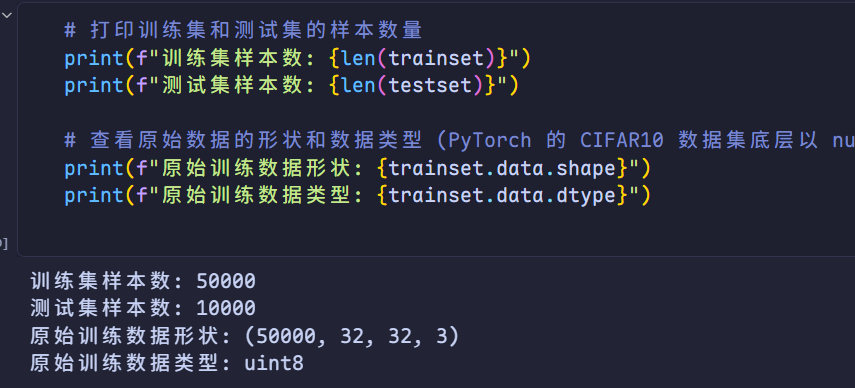 # 打印训练集和测试集的样本数量
print(f"训练集样本数: {len(trainset)}")
print(f"测试集样本数: {len(testset)}")
# 查看原始数据的形状和数据类型 (PyTorch 的 CIFAR10 数据集底层以 nu
print(f"原始训练数据形状: {trainset.data.shape}")
print(f"原始训练数据类型: {trainset.data.dtype}")
]
训练集样本数: 50000
测试集样本数: 10000
原始训练数据形状: (50000, 32, 32, 3)
原始训练数据类型: uint8